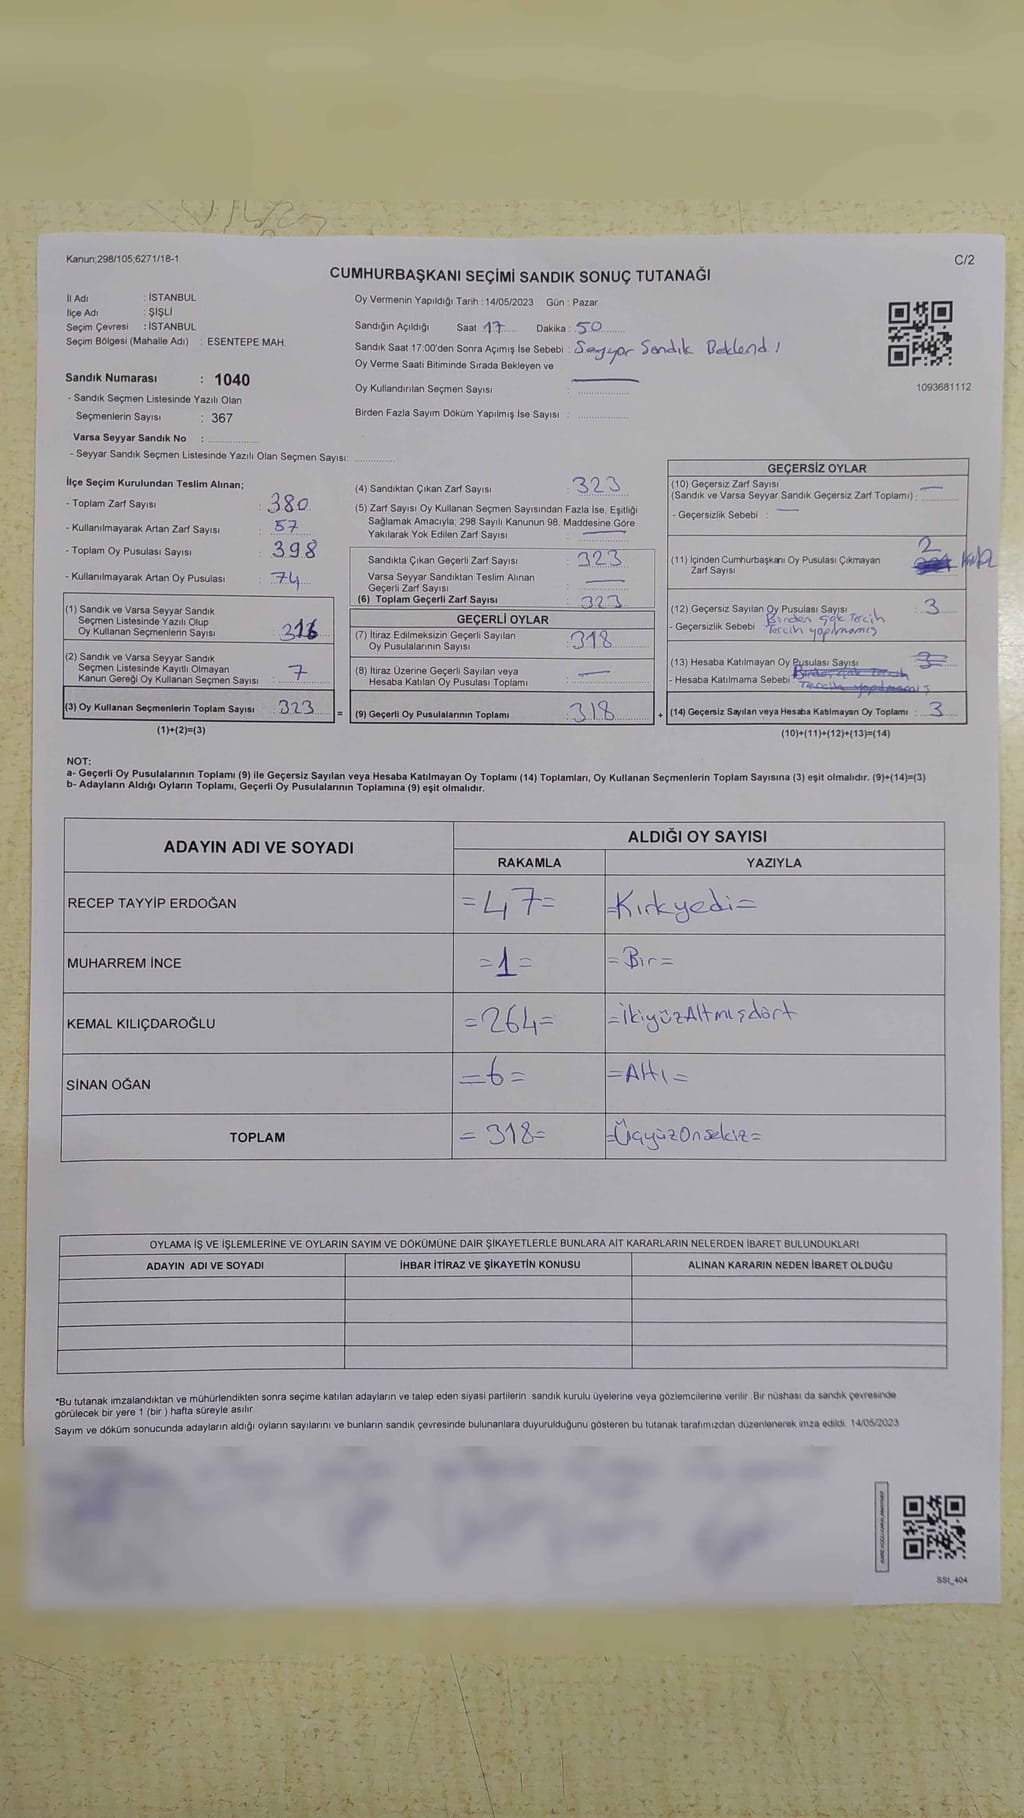 Kanun;298/105,6271/18-1
C/2
CUMHURBAŞKANI SEÇİMİ SANDIK SONUÇ TUTANAĞI
İl Adı : İSTANBUL
İlçe Adı : ŞİŞLİ
Seçim Çevresi : İSTANBUL
Seçim Bölgesi (Mahalle Adı) : ESENTEPE MAH.
Sandık Numarası : 1040
- Sandık Seçmen Listesinde Yazılı Olan
Seçmenlerin Sayısı : 367
Varsa Seyyar Sandık No : ....................
- Seyyar Sandık Seçmen Listesinde Yazılı Olan Seçmen Sayısı: ...............
Oy Vermenin Yapıldığı Tarih : 14/05/2023 Gün : Pazar
Sandığın Açıldığı Saat 17 Dakika : 50
Sandık Saat 17:00'den Sonra Açımış İse Sebebi : Seyyar Sandık Beklendi
Oy Verme Saati Bitiminde Sırada Bekleyen ve
Oy Kullandırılan Seçmen Sayısı : —
Birden Fazla Sayım Döküm Yapılmış İse Sayısı : ....................
1093681112
İlçe Seçim Kurulundan Teslim Alınan;
- Toplam Zarf Sayısı : 380
- Kullanılmayarak Artan Zarf Sayısı : 57
- Toplam Oy Pusulası Sayısı : 398
- Kullanılmayarak Artan Oy Pusulası : 74
(1) Sandık ve Varsa Seyyar Sandık
Seçmen Listesinde Yazılı Olup
Oy Kullanan Seçmenlerin Sayısı : 316
(2) Sandık ve Varsa Seyyar Sandık
Seçmen Listesinde Kayıtlı Olmayan
Kanun Gereği Oy Kullanan Seçmen Sayısı : 7
(3) Oy Kullanan Seçmenlerin Toplam Sayısı : 323 =
(1)+(2)=(3)
(4) Sandıktan Çıkan Zarf Sayısı : 323
(5) Zarf Sayısı Oy Kullanan Seçmen Sayısından Fazla İse, Eşitliği
Sağlamak Amacıyla; 298 Sayılı Kanunun 98. Maddesine Göre
Yakılarak Yok Edilen Zarf Sayısı : —
Sandıkta Çıkan Geçerli Zarf Sayısı : 323
Varsa Seyyar Sandıktan Teslim Alınan
Geçerli Zarf Sayısı : —
(6) Toplam Geçerli Zarf Sayısı : 323
GEÇERLİ OYLAR
(7) İtiraz Edilmeksizin Geçerli Sayılan
Oy Pusulalarının Sayısı : 318
(8) İtiraz Üzerine Geçerli Sayılan veya
Hesaba Katılan Oy Pusulası Toplamı : —
(9) Geçerli Oy Pusulalarının Toplamı : 318 +
GEÇERSİZ OYLAR
(10) Geçersiz Zarf Sayısı
(Sandık ve Varsa Seyyar Sandık Geçersiz Zarf Toplamı) : —
- Geçersizlik Sebebi : —
(11) İçinden Cumhurbaşkanı Oy Pusulası Çıkmayan
Zarf Sayısı : 2
(12) Geçersiz Sayılan Oy Pusulası Sayısı : 3
- Geçersizlik Sebebi Birden Çok Tercih
Tercih yapılmamış
(13) Hesaba Katılmayan Oy Pusulası Sayısı
- Hesaba Katılmama Sebebi Birden çok tercih
Tercih yapılmamış
(14) Geçersiz Sayılan veya Hesaba Katılmayan Oy Toplamı : 3
(10)+(11)+(12)+(13)=(14)
NOT:
a- Geçerli Oy Pusulalarının Toplamı (9) ile Geçersiz Sayılan veya Hesaba Katılmayan Oy Toplamı (14) Toplamları, Oy Kullanan Seçmenlerin Toplam Sayısına (3) eşit olmalıdır. (9)+(14)=(3)
b- Adayların Aldığı Oyların Toplamı, Geçerli Oy Pusulalarının Toplamına (9) eşit olmalıdır.
ADAYIN ADI VE SOYADI
ALDIĞI OY SAYISI
RAKAMLA YAZIYLA
RECEP TAYYİP ERDOĞAN =47= =Kırkyedi=
MUHARREM İNCE =1= =Bir=
KEMAL KILIÇDAROĞLU =264= =İkiyüzAltmışdört
SİNAN OĞAN =6= =Altı=
TOPLAM =318= =ÜçyüzOnsekiz=
OYLAMA İŞ VE İŞLEMLERİNE VE OYLARIN SAYIM VE DÖKÜMÜNE DAİR ŞİKAYETLERLE BUNLARA AİT KARARLARIN NELERDEN İBARET BULUNDUKLARI
ADAYIN ADI VE SOYADI İHBAR İTİRAZ VE ŞİKAYETİN KONUSU ALINAN KARARIN NEDEN İBARET OLDUĞU
*Bu tutanak imzalandıktan ve mühürlendikten sonra seçime katılan adayların ve talep eden siyasi partilerin sandık kurulu üyelerine veya gözlemcilerine verilir. Bir nüshası da sandık çevresinde
görülecek bir yere 1 (bir ) hafta süreyle asılır.
Sayım ve döküm sonucunda adayların aldığı oyların sayılarını ve bunların sandık çevresinde bulunanlara duyurulduğunu gösteren bu tutanak tarafımızdan düzenlenerek imza edildi. 14/05/2023
SSI_404